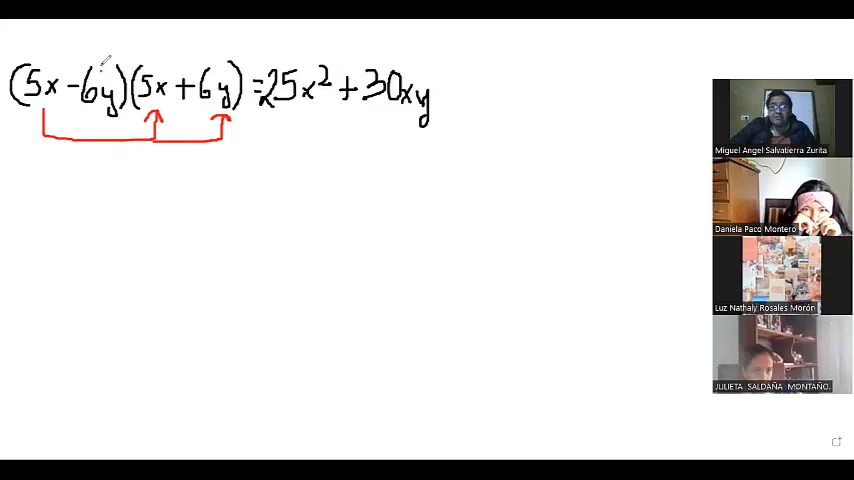 (5x - 6y)(5x + 6y) = 25x² + 30xy
Miguel Angel Salvatierra Zurita
Daniela Paco Montero
Luz Nathaly Rosales Morón
JULIETA SALDAÑA MONTAÑO.